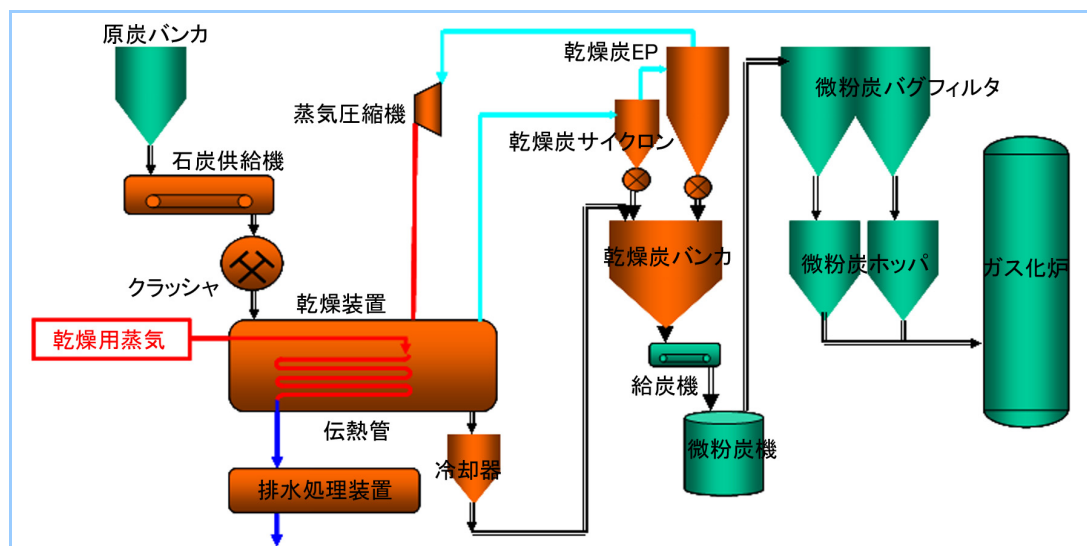 原炭バンカ
石炭供給機
クラッシャ
乾燥装置
乾燥用蒸気
伝熱管
排水処理装置
冷却器
蒸気圧縮機
乾燥炭EP
乾燥炭サイクロン
乾燥炭バンカ
給炭機
微粉炭機
微粉炭バグフィルタ
微粉炭ホッパ
ガス化炉